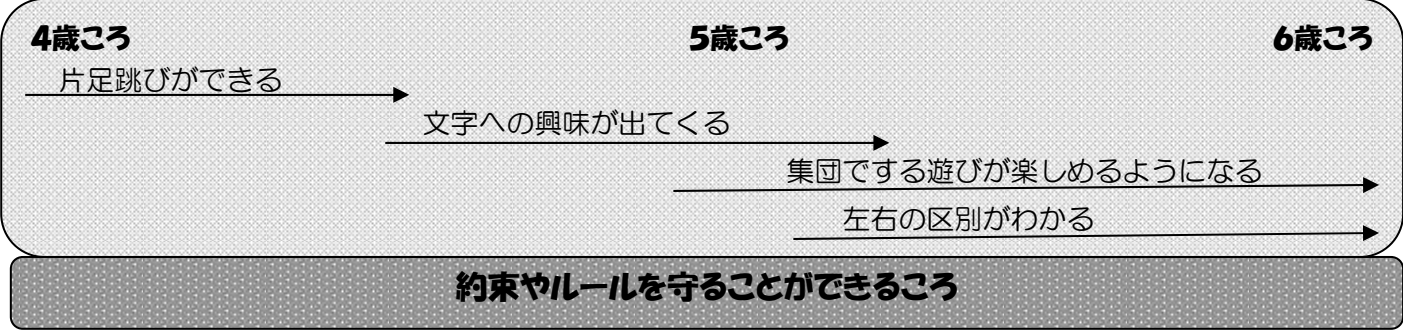 4歳ころ 5歳ころ 6歳ころ
片足跳びができる
文字への興味が出てくる
集団でする遊びが楽しめるようになる
左右の区別がわかる
約束やルールを守ることができるころ